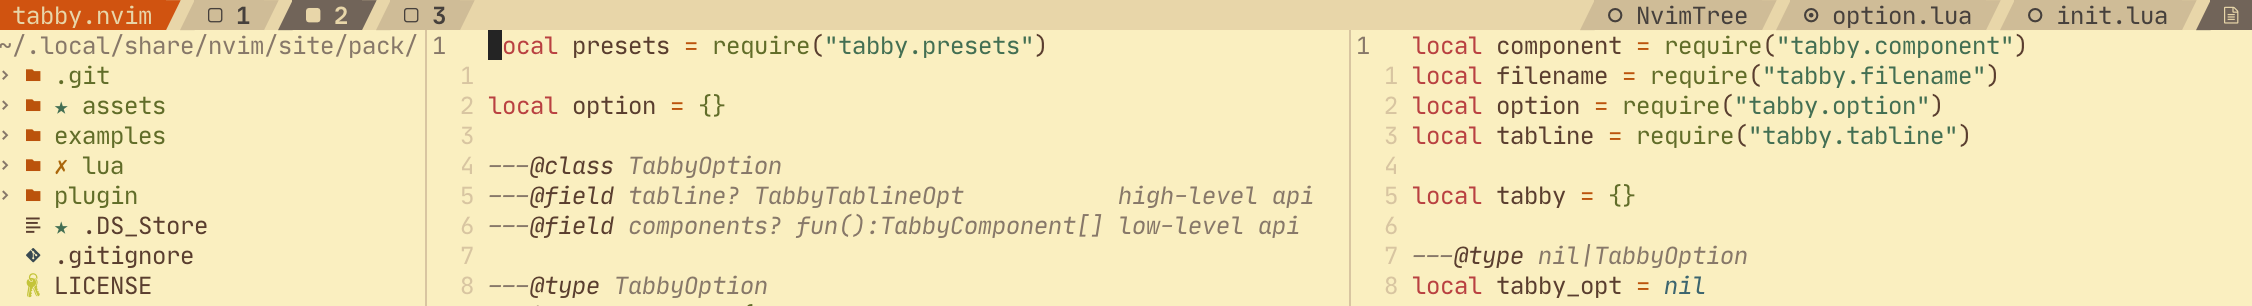 tabby.nvim 1 2 3 NvimTree option.lua init.lua
~/.local/share/nvim/site/pack/
> .git
> ★ assets
> examples
> ✗ lua
> plugin
★ .DS_Store
.gitignore
LICENSE
1 local presets = require("tabby.presets")
1
2 local option = {}
3
4 ---@class TabbyOption
5 ---@field tabline? TabbyTablineOpt high-level api
6 ---@field components? fun():TabbyComponent[] low-level api
7
8 ---@type TabbyOption
1 local component = require("tabby.component")
1 local filename = require("tabby.filename")
2 local option = require("tabby.option")
3 local tabline = require("tabby.tabline")
4
5 local tabby = {}
6
7 ---@type nil|TabbyOption
8 local tabby_opt = nil